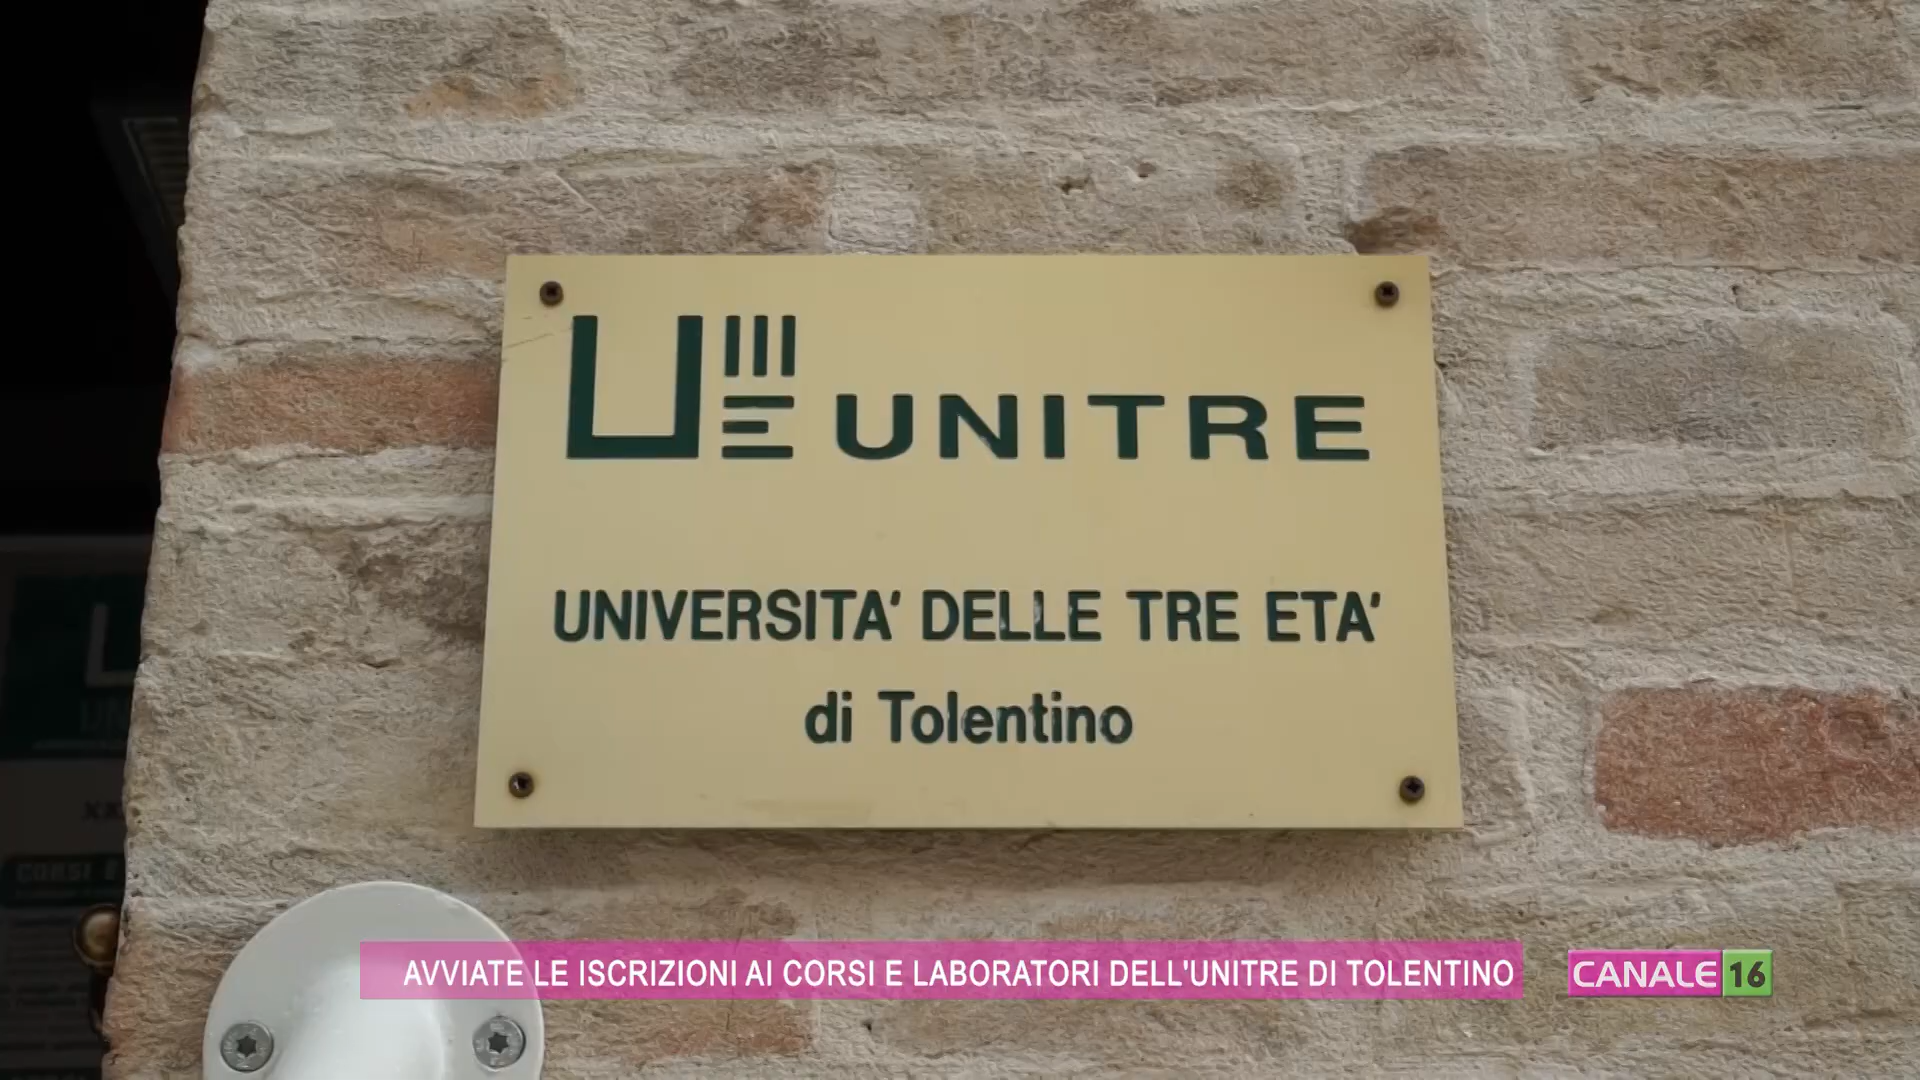 UNITRE
UNIVERSITA' DELLE TRE ETA'
di Tolentino
CORSI E
AVVIATE LE ISCRIZIONI AI CORSI E LABORATORI DELL'UNITRE DI TOLENTINO
CANALE 16